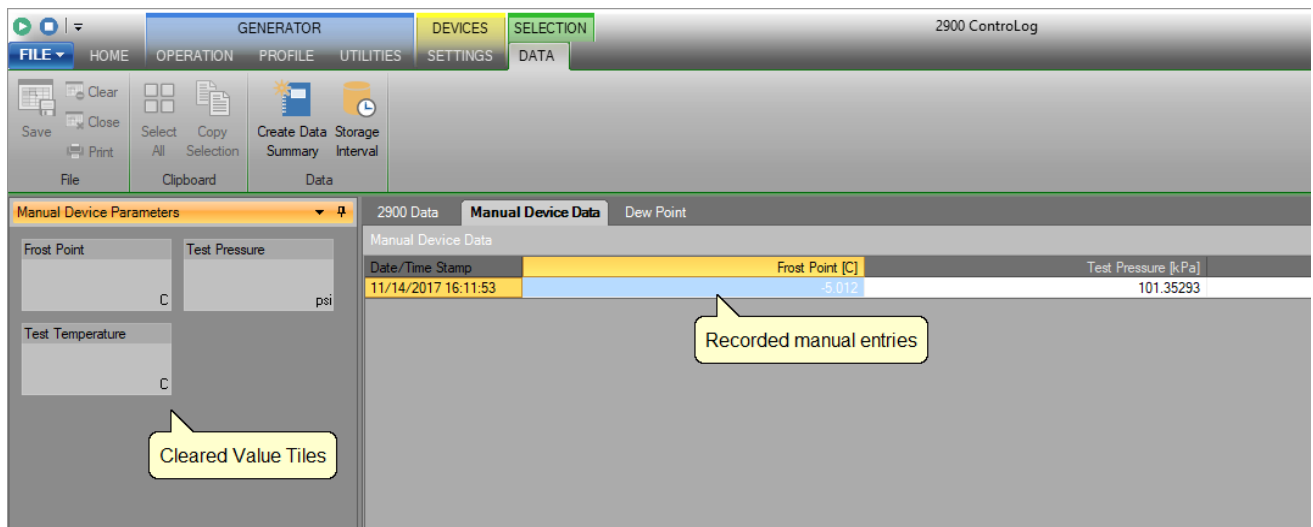 GENERATOR DEVICES SELECTION 2900 ControLog
FILE HOME OPERATION PROFILE UTILITIES SETTINGS DATA
Save
Clear
Close
Print
File
Select All
Copy Selection
Clipboard
Create Data Summary
Storage Interval
Data
Manual Device Parameters
Frost Point
C
Test Pressure
psi
Test Temperature
C
Cleared Value Tiles
2900 Data Manual Device Data Dew Point
Manual Device Data
Date/Time Stamp Frost Point [C] Test Pressure [kPa]
11/14/2017 16:11:53 -5.012 101.35293
Recorded manual entries